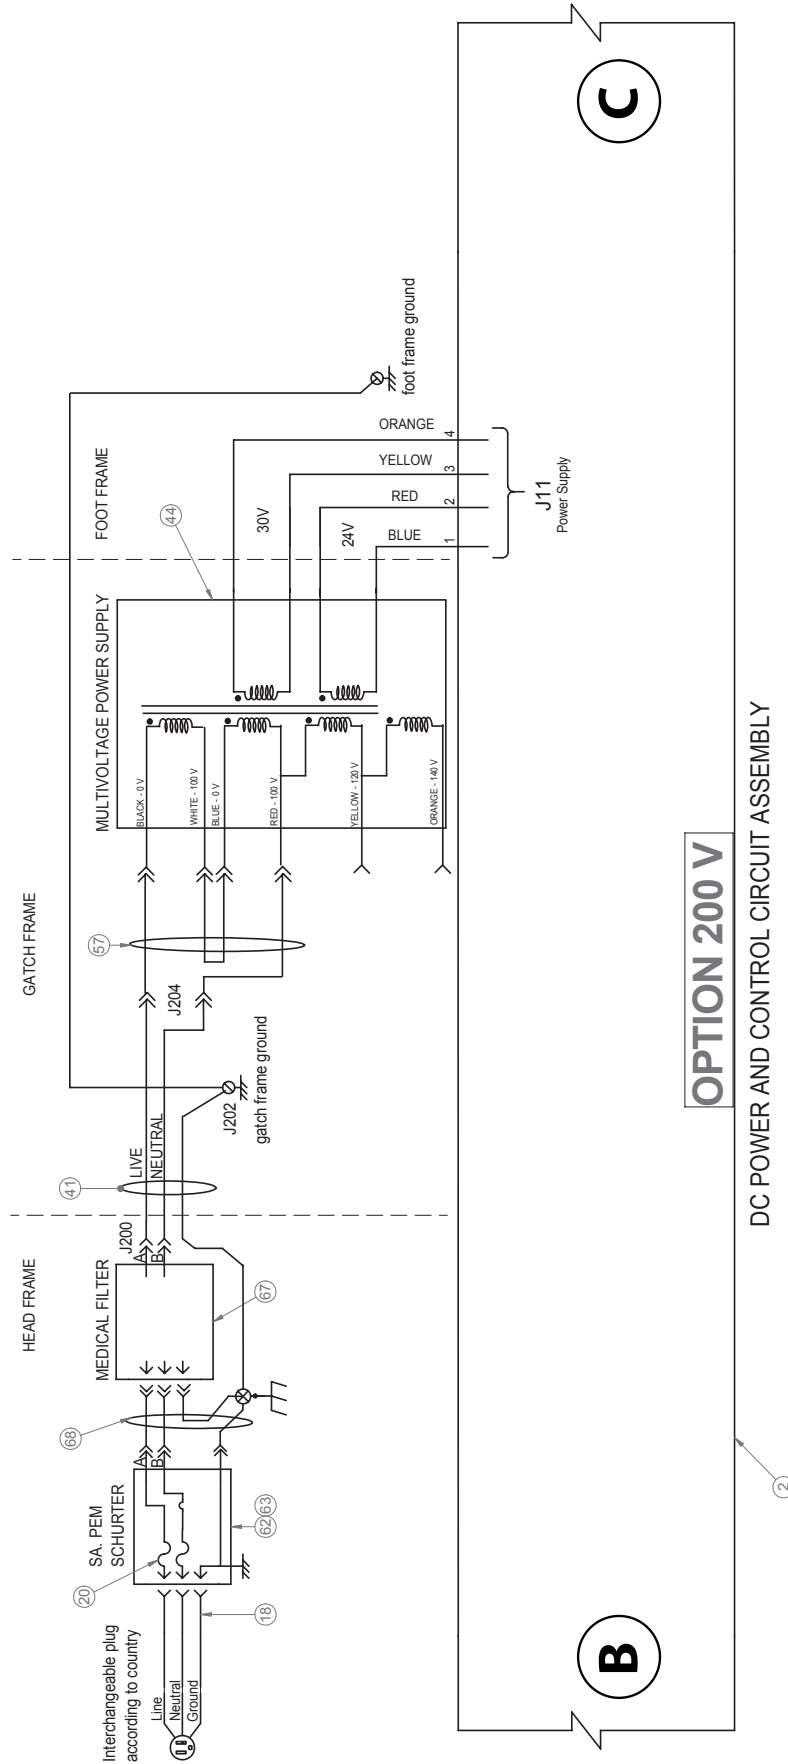 HEAD FRAME
GATCH FRAME
FOOT FRAME
Interchangeable plug
according to country
Line
Neutral
Ground
18
20
SA. PEM
SCHURTER
62
63
A
B
68
MEDICAL FILTER
67
A
B
J200
41
LIVE
NEUTRAL
J202
gatch frame ground
J204
57
MULTIVOLTAGE POWER SUPPLY
BLACK - 0 V
WHITE - 100 V
BLUE - 0 V
RED - 100 V
YELLOW - 120 V
ORANGE - 140 V
44
30V
24V
ORANGE
YELLOW
RED
BLUE
4
3
2
1
J11
Power Supply
foot frame ground
B
C
OPTION 200 V
DC POWER AND CONTROL CIRCUIT ASSEMBLY
2